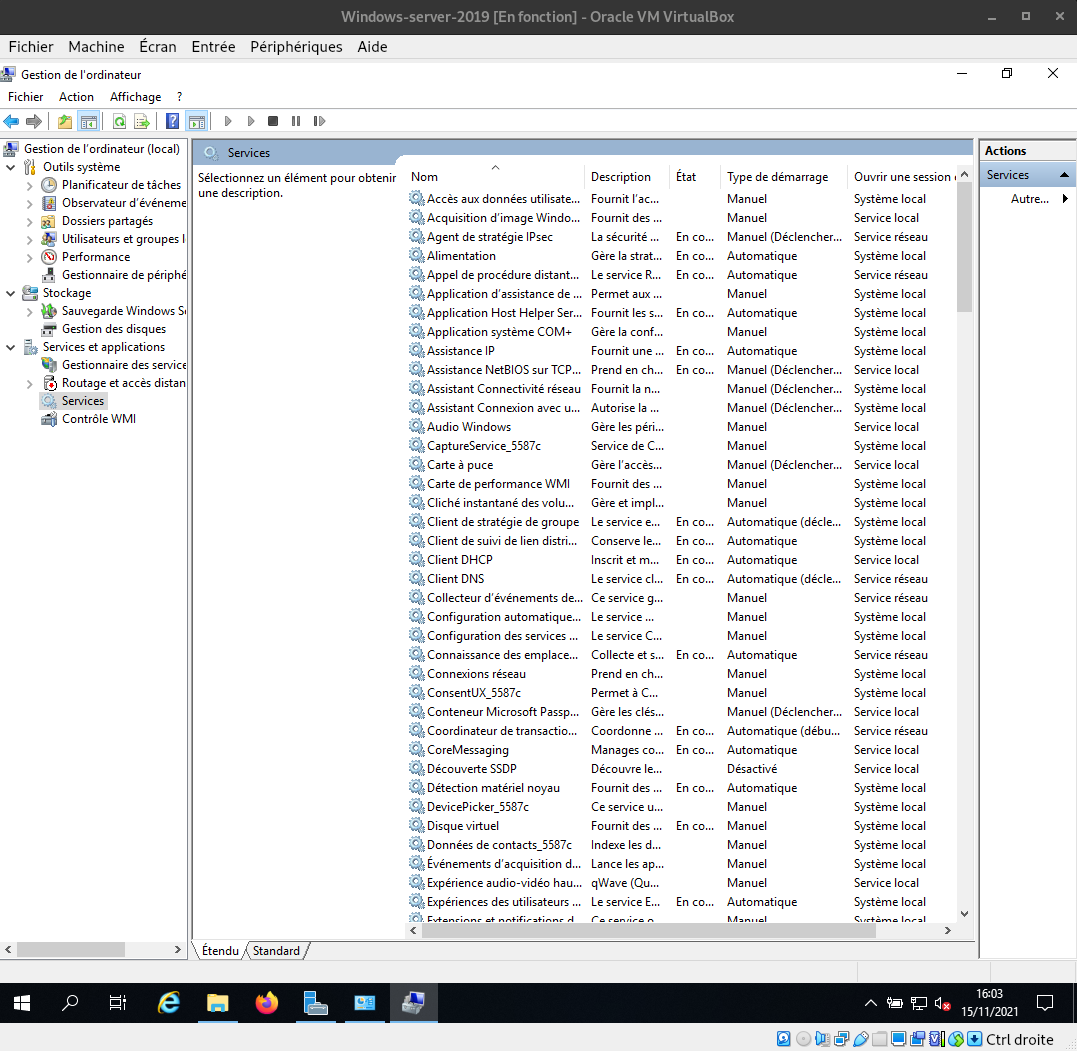 Windows-server-2019 [En fonction] - Oracle VM VirtualBox
Fichier Machine Écran Entrée Périphériques Aide
Gestion de l'ordinateur
Fichier Action Affichage ?
Gestion de l'ordinateur (local)
Outils système
Planificateur de tâches
Observateur d'événeme
Dossiers partagés
Utilisateurs et groupes l
Performance
Gestionnaire de périphé
Stockage
Sauvegarde Windows Se
Gestion des disques
Services et applications
Gestionnaire des service
Routage et accès distan
Services
Contrôle WMI
Services
Sélectionnez un élément pour obtenir
une description.
Nom Description État Type de démarrage Ouvrir une session
Accès aux données utilisate... Fournit l'ac... Manuel Système local
Acquisition d'image Windo... Fournit des ... Manuel Service local
Agent de stratégie IPsec La sécurité ... En co... Manuel (Déclencher... Service réseau
Alimentation Gère la strat... En co... Automatique Système local
Appel de procédure distant... Le service R... En co... Automatique Service réseau
Application d'assistance de ... Permet aux ... Manuel Système local
Application Host Helper Ser... Fournit les s... En co... Automatique Système local
Application système COM+ Gère la conf... Manuel Système local
Assistance IP Fournit une ... En co... Automatique Système local
Assistance NetBIOS sur TCP... Prend en ch... En co... Manuel (Déclencher... Service local
Assistant Connectivité réseau Fournit la n... Manuel (Déclencher... Système local
Assistant Connexion avec u... Autorise la ... Manuel (Déclencher... Système local
Audio Windows Gère les péri... Manuel Service local
CaptureService_5587c Service de C... Manuel Système local
Carte à puce Gère l'accès... Manuel (Déclencher... Service local
Carte de performance WMI Fournit des ... Manuel Système local
Cliché instantané des volu... Gère et impl... Manuel Système local
Client de stratégie de groupe Le service e... En co... Automatique (décle... Système local
Client de suivi de lien distri... Conserve le... En co... Automatique Système local
Client DHCP Inscrit et m... En co... Automatique Service local
Client DNS Le service cl... En co... Automatique (décle... Service réseau
Collecteur d'événements de... Ce service g... Manuel Service réseau
Configuration automatique... Le service ... Manuel Système local
Configuration des services ... Le service C... Manuel Système local
Connaissance des emplace... Collecte et s... En co... Automatique Service réseau
Connexions réseau Prend en ch... Manuel Système local
ConsentUX_5587c Permet à C... Manuel Système local
Conteneur Microsoft Passp... Gère les clés... Manuel (Déclencher... Service local
Coordinateur de transactio... Coordonne ... En co... Automatique (débu... Service réseau
CoreMessaging Manages co... En co... Automatique Service local
Découverte SSDP Découvre le... Désactivé Service local
Détection matériel noyau Fournit des ... En co... Automatique Système local
DevicePicker_5587c Ce service u... Manuel Système local
Disque virtuel Fournit des ... En co... Manuel Système local
Données de contacts_5587c Indexe les d... Manuel Système local
Événements d'acquisition d... Lance les ap... Manuel Système local
Expérience audio-vidéo hau... qWave (Qu... Manuel Service local
Expériences des utilisateurs ... Le service E... En co... Automatique Système local
Extensions et notifications d... Ce service o... Manuel Système local
Étendu Standard
Actions
Services
Autre...
16:03
15/11/2021
Ctrl droite